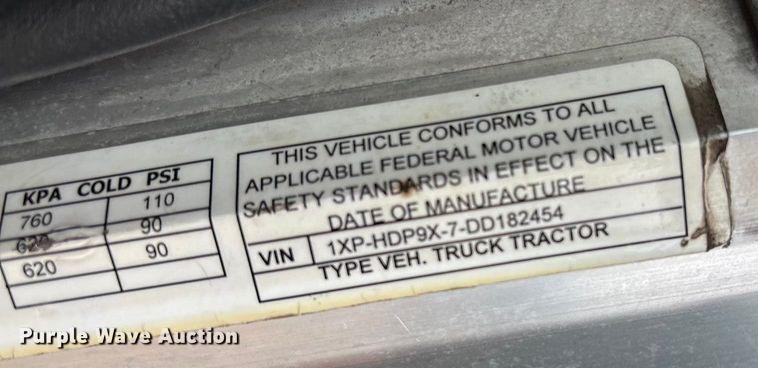 KPA COLD PSI
760 110
620 90
620 90
THIS VEHICLE CONFORMS TO ALL
APPLICABLE FEDERAL MOTOR VEHICLE
SAFETY STANDARDS IN EFFECT ON THE
DATE OF MANUFACTURE
VIN 1XP-HDP9X-7-DD182454
TYPE VEH. TRUCK TRACTOR
Purple Wave Auction